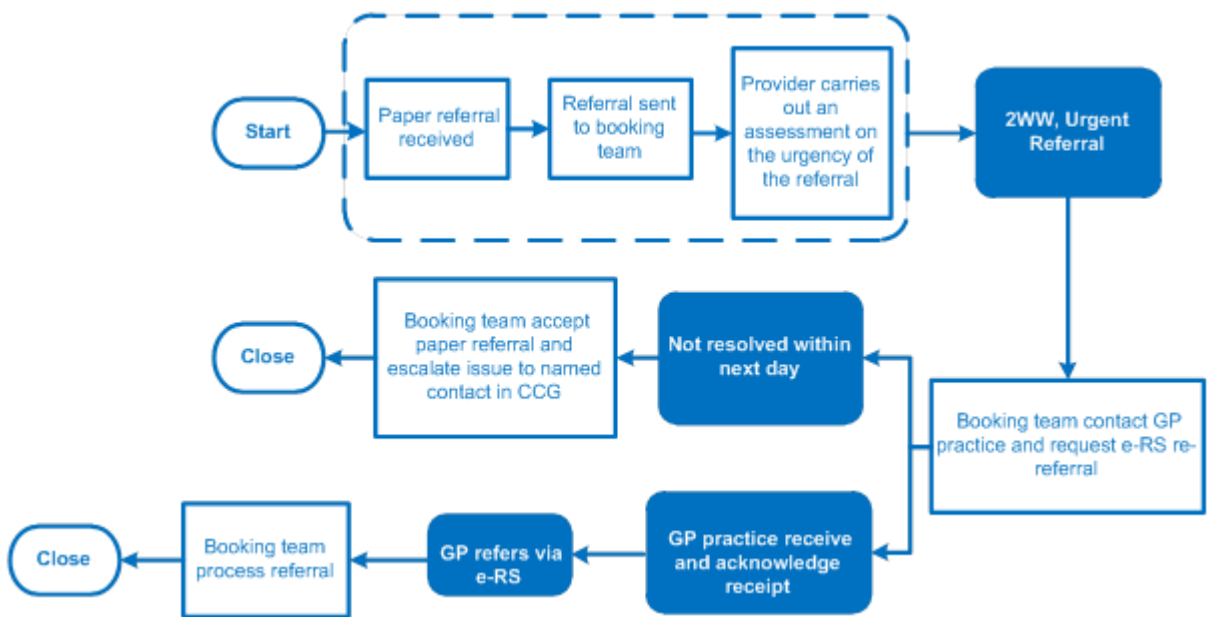 Start
Paper referral
received
Referral sent
to booking
team
Provider carries
out an
assessment on
the urgency of
the referral
2WW, Urgent
Referral
Close
Booking team accept
paper referral and
escalate issue to named
contact in CCG
Not resolved within
next day
Booking team contact GP
practice and request e-RS re-
referral
Close
Booking team
process referral
GP refers via
e-RS
GP practice receive
and acknowledge
receipt